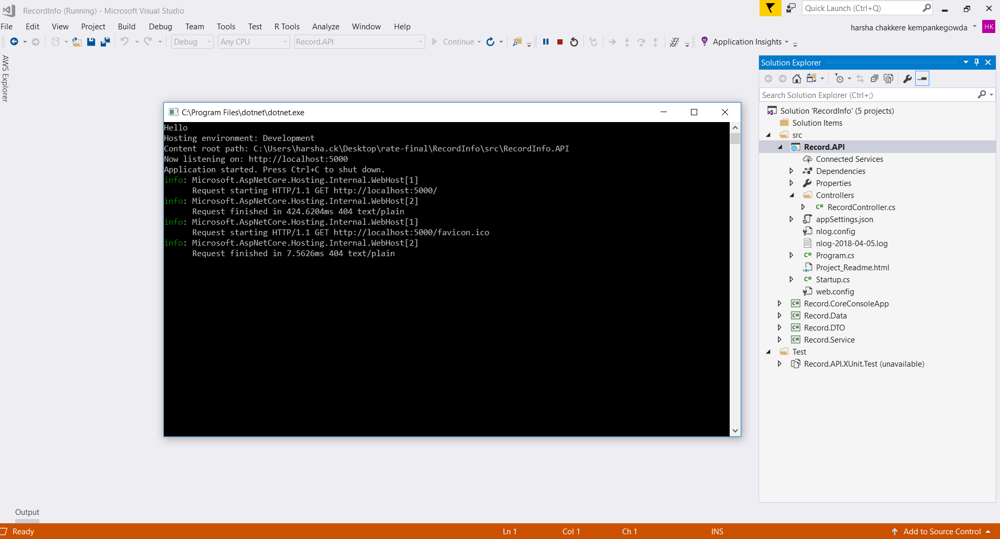 RecordInfo (Running) - Microsoft Visual Studio
Quick Launch (Ctrl+Q)
File Edit View Project Build Debug Team Tools Test R Tools Analyze Window Help
harsha chakkere kempankegowda
HK
Debug Any CPU Record.API Continue Application Insights
AWS Explorer
Solution Explorer
Search Solution Explorer (Ctrl+;)
Solution 'RecordInfo' (5 projects)
Solution Items
src
Record.API
Connected Services
Dependencies
Properties
Controllers
C# RecordController.cs
appSettings.json
nlog.config
nlog-2018-04-05.log
C# Program.cs
Project_Readme.html
C# Startup.cs
web.config
C# Record.CoreConsoleApp
C# Record.Data
C# Record.DTO
C# Record.Service
Test
Record.API.XUnit.Test (unavailable)
C:\Program Files\dotnet\dotnet.exe
Hello
Hosting environment: Development
Content root path: C:\Users\harsha.ck\Desktop\rate-final\RecordInfo\src\RecordInfo.API
Now listening on: http://localhost:5000
Application started. Press Ctrl+C to shut down.
info: Microsoft.AspNetCore.Hosting.Internal.WebHost[1]
Request starting HTTP/1.1 GET http://localhost:5000/
info: Microsoft.AspNetCore.Hosting.Internal.WebHost[2]
Request finished in 424.6204ms 404 text/plain
info: Microsoft.AspNetCore.Hosting.Internal.WebHost[1]
Request starting HTTP/1.1 GET http://localhost:5000/favicon.ico
info: Microsoft.AspNetCore.Hosting.Internal.WebHost[2]
Request finished in 7.5626ms 404 text/plain
Output
Ready Ln 1 Col 1 Ch 1 INS Add to Source Control